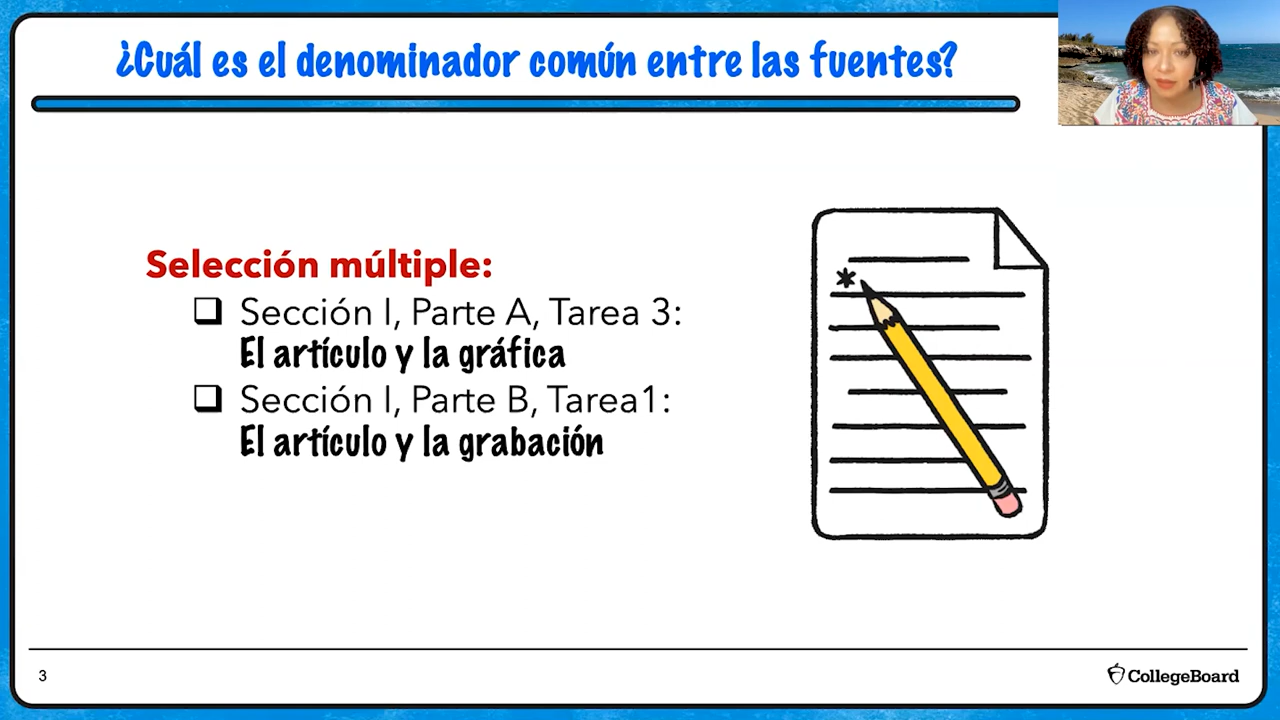 ¿Cuál es el denominador común entre las fuentes?
Selección múltiple:
Sección I, Parte A, Tarea 3:
El artículo y la gráfica
Sección I, Parte B, Tarea1:
El artículo y la grabación
3
CollegeBoard